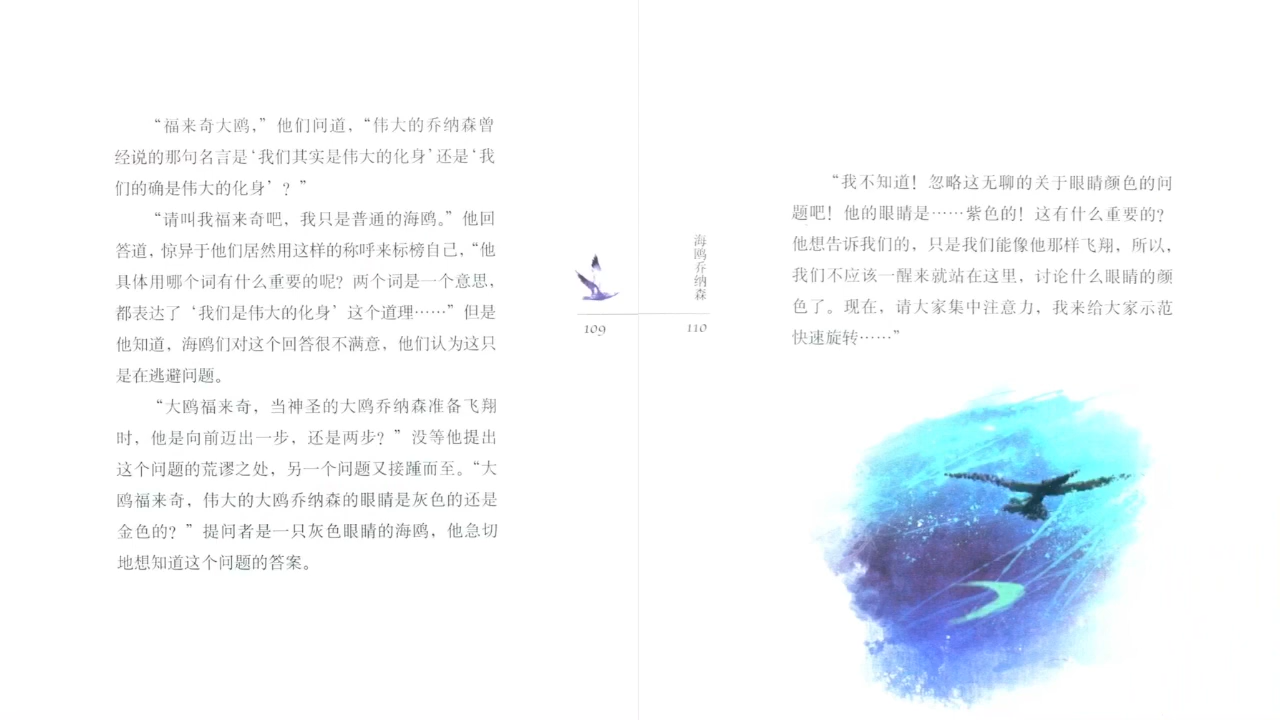 “福来奇大鸥，”他们问道，“伟大的乔纳森曾
经说的那句名言是‘我们其实是伟大的化身’还是‘我
们的确是伟大的化身’？”
“请叫我福来奇吧，我只是普通的海鸥。”他回
答道，惊异于他们居然用这样的称呼来标榜自己，“他
具体用哪个词有什么重要的呢？两个词是一个意思，
都表达了‘我们是伟大的化身’这个道理……”但是
他知道，海鸥们对这个回答很不满意，他们认为这只
是在逃避问题。
“大鸥福来奇，当神圣的大鸥乔纳森准备飞翔
时，他是向前迈出一步，还是两步？”没等他提出
这个问题的荒谬之处，另一个问题又接踵而至。“大
鸥福来奇，伟大的大鸥乔纳森的眼睛是灰色的还是
金色的？”提问者是一只灰色眼睛的海鸥，他急切
地想知道这个问题的答案。
109
海鸥乔纳森
110
“我不知道！忽略这无聊的关于眼睛颜色的问
题吧！他的眼睛是……紫色的！这有什么重要的？
他想告诉我们的，只是我们能像他那样飞翔，所以，
我们不应该一醒来就站在这里，讨论什么眼睛的颜
色了。现在，请大家集中注意力，我来给大家示范
快速旋转……”